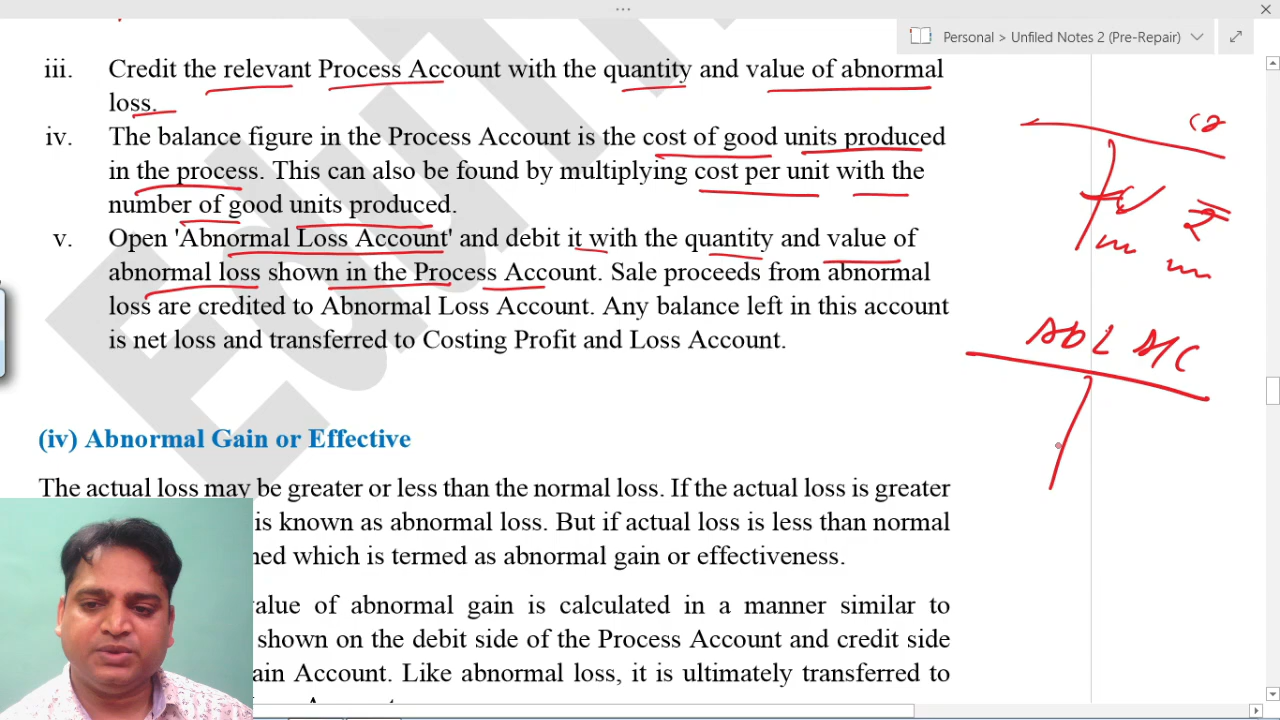 Personal > Unfiled Notes 2 (Pre-Repair)
iii. Credit the relevant Process Account with the quantity and value of abnormal
loss.
iv. The balance figure in the Process Account is the cost of good units produced
in the process. This can also be found by multiplying cost per unit with the
number of good units produced.
v. Open 'Abnormal Loss Account' and debit it with the quantity and value of
abnormal loss shown in the Process Account. Sale proceeds from abnormal
loss are credited to Abnormal Loss Account. Any balance left in this account
is net loss and transferred to Costing Profit and Loss Account.
₹
AbL A/C
(iv) Abnormal Gain or Effective
The actual loss may be greater or less than the normal loss. If the actual loss is greater
is known as abnormal loss. But if actual loss is less than normal
which is termed as abnormal gain or effectiveness.
of abnormal gain is calculated in a manner similar to
shown on the debit side of the Process Account and credit side
Account. Like abnormal loss, it is ultimately transferred to